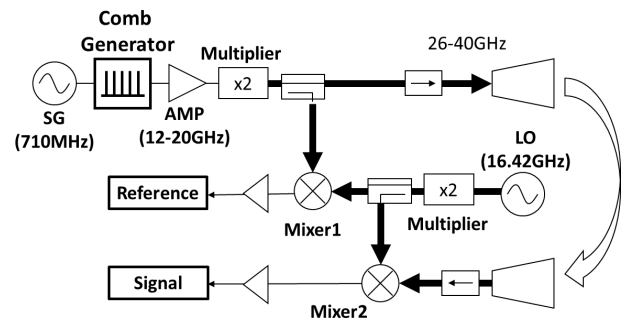 Comb
Generator
Multiplier
26-40GHz
x2
SG
(710MHz)
AMP
(12-20GHz)
LO
(16.42GHz)
Reference
x2
Mixer1
Multiplier
Signal
Mixer2